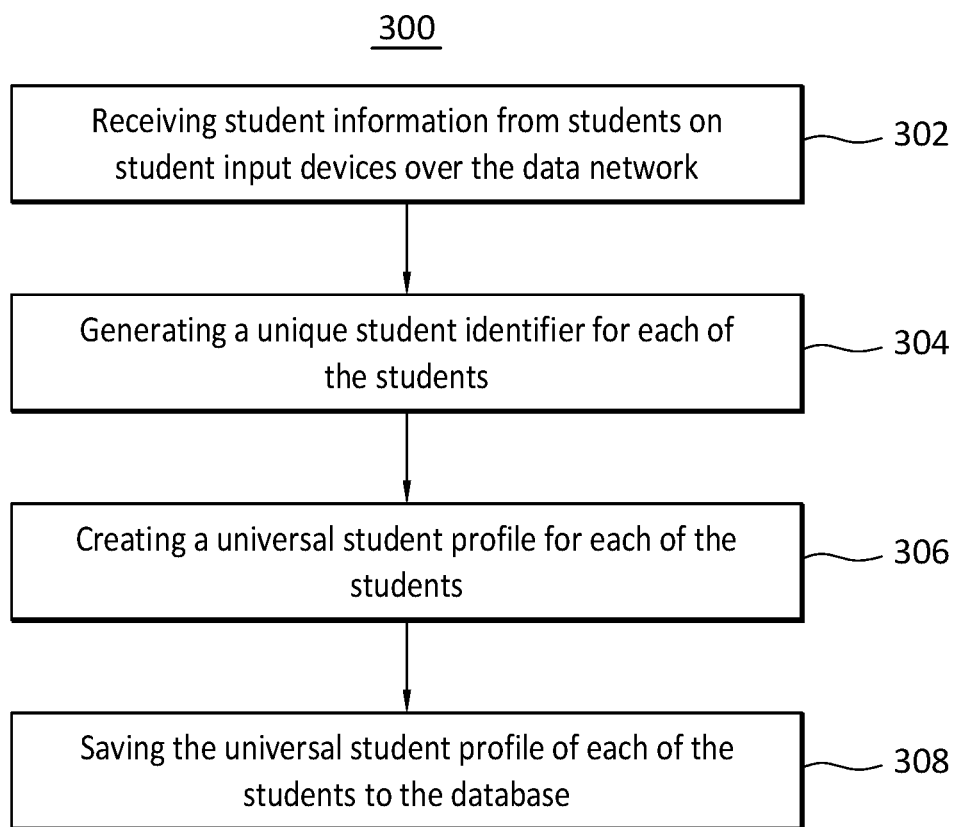 300
Receiving student information from students on
student input devices over the data network
302
Generating a unique student identifier for each of
the students
304
Creating a universal student profile for each of the
students
306
Saving the universal student profile of each of the
students to the database
308